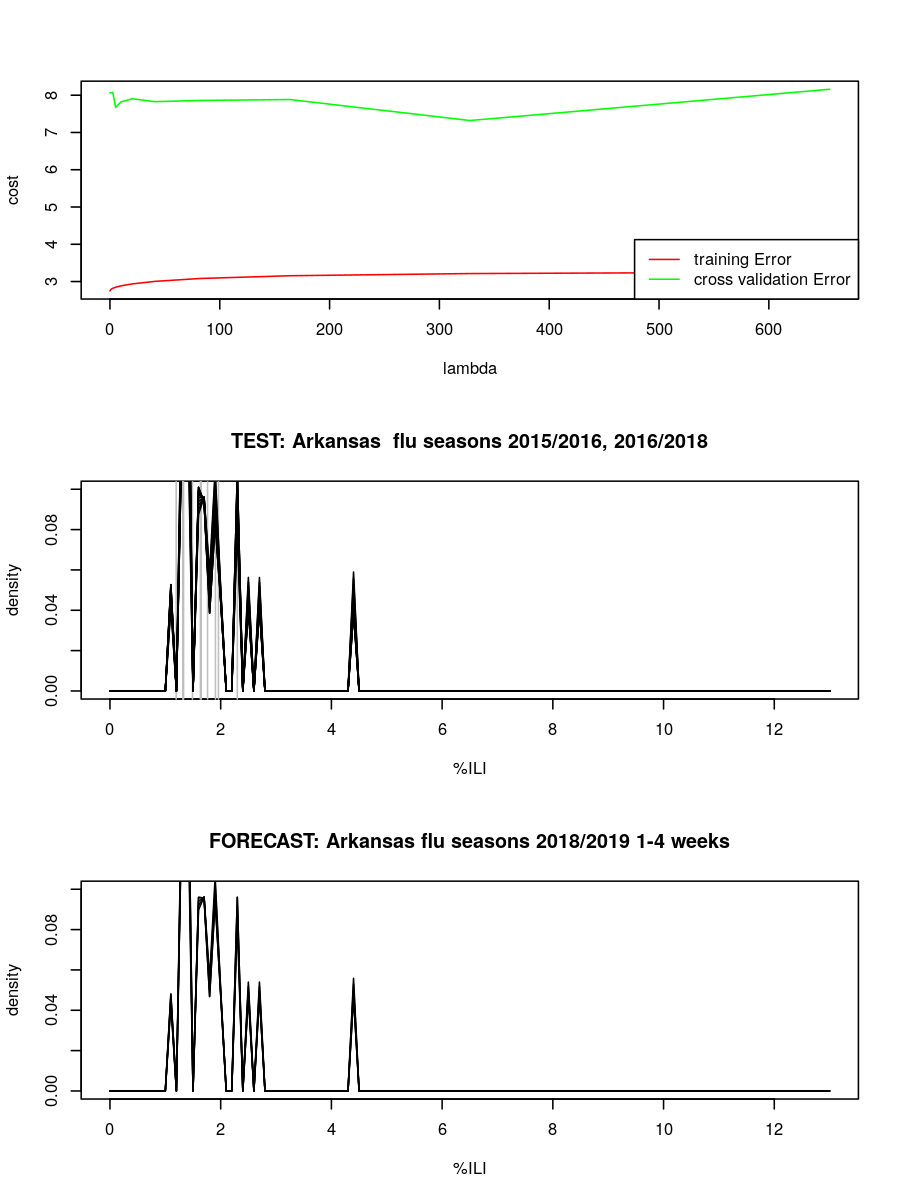 8
7
6
5
4
3
cost
training Error
cross validation Error
0 100 200 300 400 500 600
lambda
TEST: Arkansas  flu seasons 2015/2016, 2016/2018
0.08
0.04
0.00
density
0 2 4 6 8 10 12
%ILI
FORECAST: Arkansas flu seasons 2018/2019 1-4 weeks
0.08
0.04
0.00
density
0 2 4 6 8 10 12
%ILI